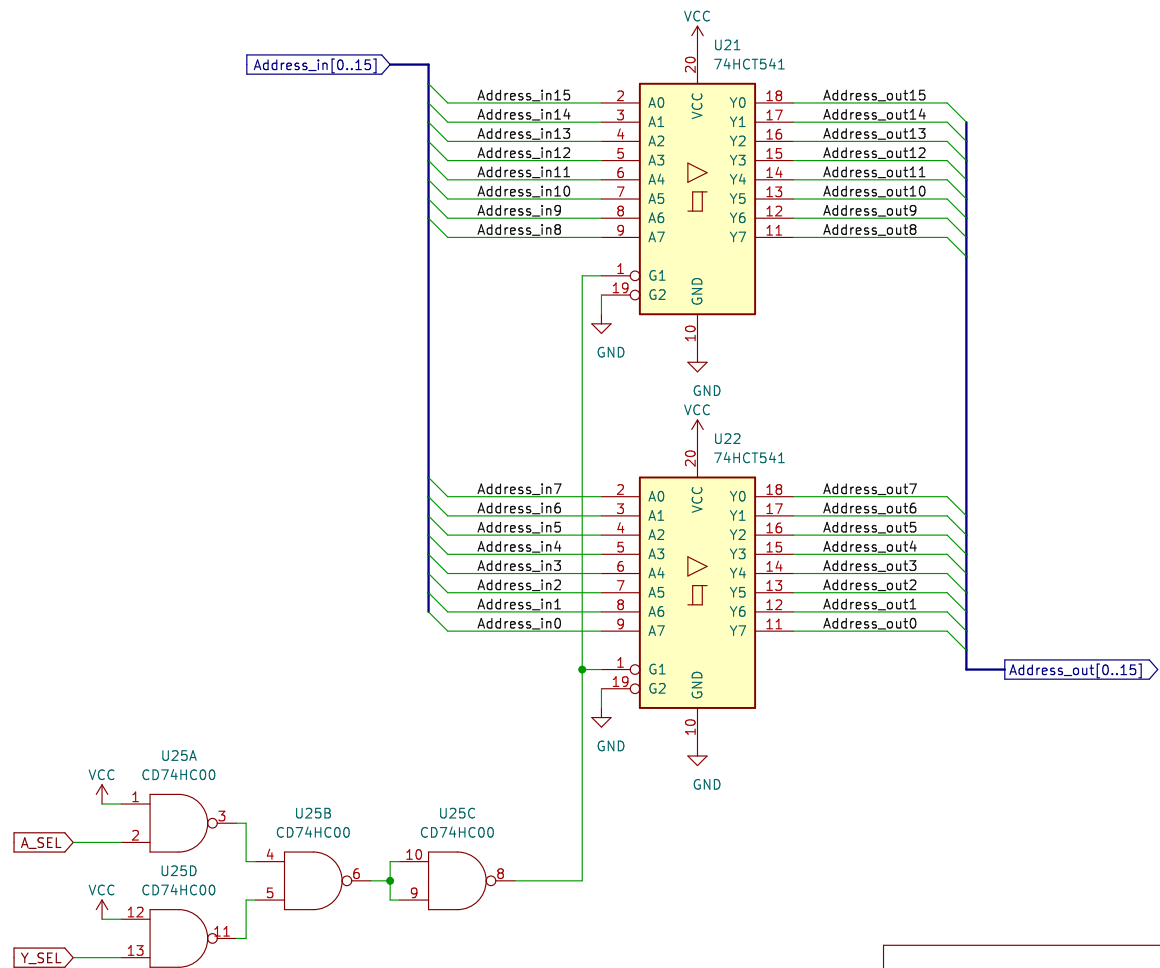 VCC
U21
74HCT541
Address_in[0..15]
20
VCC
Address_in15 2 A0 Y0 18 Address_out15
Address_in14 3 A1 Y1 17 Address_out14
Address_in13 4 A2 Y2 16 Address_out13
Address_in12 5 A3 Y3 15 Address_out12
Address_in11 6 A4 Y4 14 Address_out11
Address_in10 7 A5 Y5 13 Address_out10
Address_in9 8 A6 Y6 12 Address_out9
Address_in8 9 A7 Y7 11 Address_out8
1 G1
19 G2
GND
10
GND
GND
VCC
U22
74HCT541
20
VCC
Address_in7 2 A0 Y0 18 Address_out7
Address_in6 3 A1 Y1 17 Address_out6
Address_in5 4 A2 Y2 16 Address_out5
Address_in4 5 A3 Y3 15 Address_out4
Address_in3 6 A4 Y4 14 Address_out3
Address_in2 7 A5 Y5 13 Address_out2
Address_in1 8 A6 Y6 12 Address_out1
Address_in0 9 A7 Y7 11 Address_out0
1 G1
19 G2
GND
Address_out[0..15]
10
GND
GND
U25A
CD74HC00
VCC
1
3
A_SEL 2
U25B
CD74HC00
4
6
5
U25C
CD74HC00
10
8
9
U25D
CD74HC00
VCC
12
11
Y_SEL 13